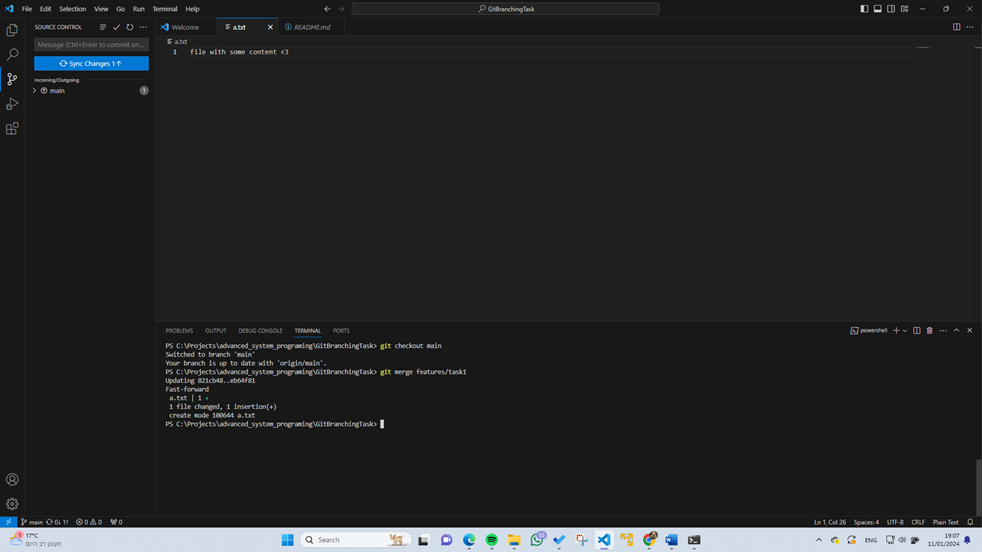 File Edit Selection View Go Run Terminal Help
GitBranchingTask
SOURCE CONTROL
Welcome
a.txt
README.md
Message (Ctrl+Enter to commit on...
Sync Changes 1↑
Incoming/Outgoing
main 1
a.txt
1 file with some content <3
PROBLEMS OUTPUT DEBUG CONSOLE TERMINAL PORTS
powershell
PS C:\Projects\advanced_system_programing\GitBranchingTask> git checkout main
Switched to branch 'main'
Your branch is up to date with 'origin/main'.
PS C:\Projects\advanced_system_programing\GitBranchingTask> git merge features/task1
Updating 821cb48..eb64f81
Fast-forward
a.txt | 1 +
1 file changed, 1 insertion(+)
create mode 100644 a.txt
PS C:\Projects\advanced_system_programing\GitBranchingTask>
main 0↓ 1↑ 0 0 0
Ln 1, Col 26 Spaces: 4 UTF-8 CRLF Plain Text
17°C
מעונן רב היום
Search
ENG
19:07
11/01/2024